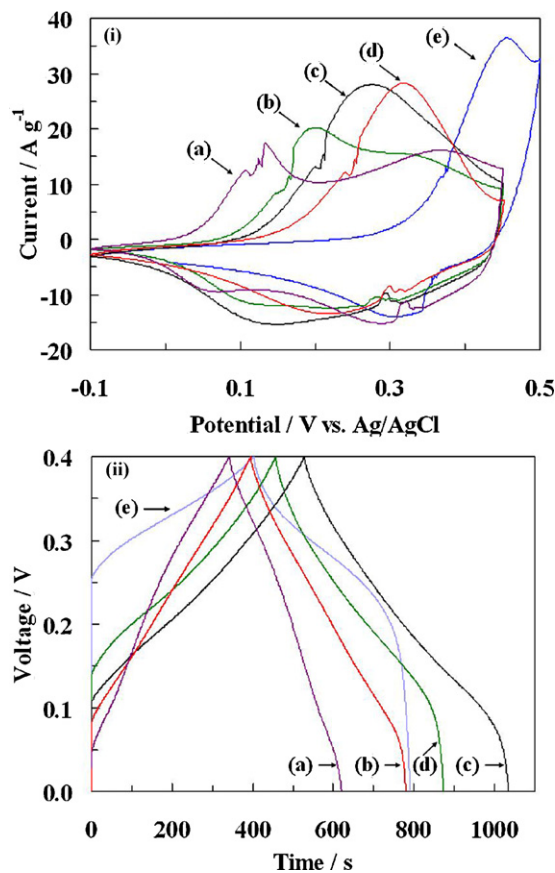 (i)
(a)
(b)
(c)
(d)
(e)
40
30
20
10
0
-10
-20
Current / A g⁻¹
-0.1
0.1
0.3
0.5
Potential / V vs. Ag/AgCl
(ii)
(e)
0.4
0.3
0.2
0.1
0.0
Voltage / V
(a)
(b)
(d)
(c)
0
200
400
600
800
1000
Time / s